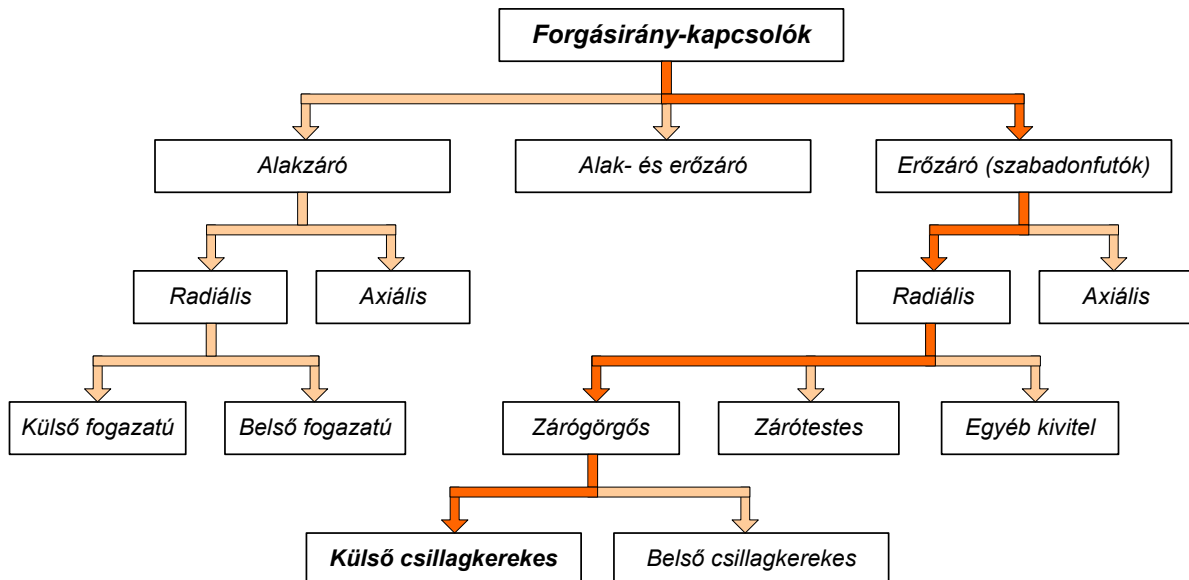 Forgásirány-kapcsolók
Alakzáró
Alak- és erőzáró
Erőzáró (szabadonfutók)
Radiális
Axiális
Radiális
Axiális
Külső fogazatú
Belső fogazatú
Zárógörgős
Zárótestes
Egyéb kivitel
Külső csillagkerekes
Belső csillagkerekes